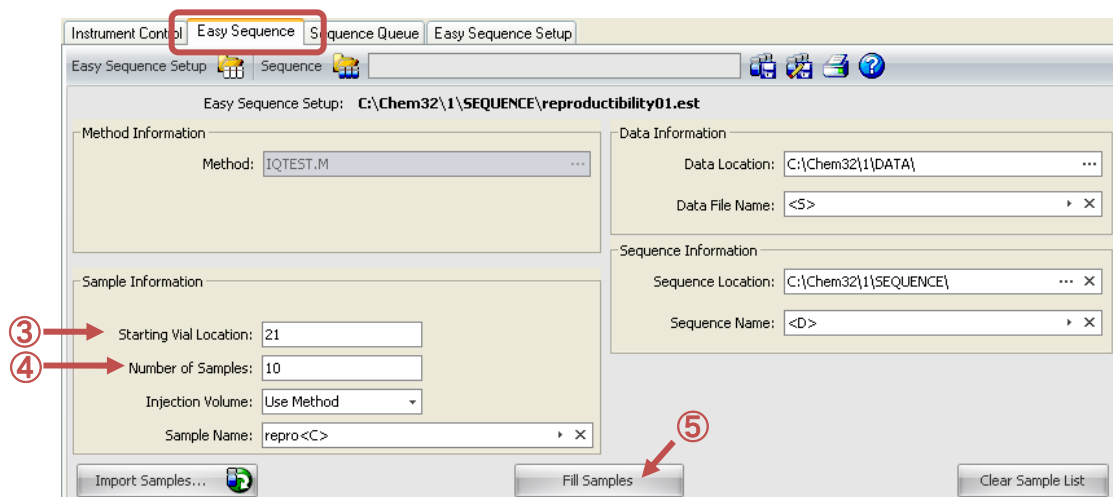 Instrument Control Easy Sequence Sequence Queue Easy Sequence Setup
Easy Sequence Setup Sequence
Easy Sequence Setup: C:\Chem32\1\SEQUENCE\reproductibility01.est
Method Information
Method: IQTEST.M ...
Data Information
Data Location: C:\Chem32\1\DATA\ ...
Data File Name: <S>
Sequence Information
Sequence Location: C:\Chem32\1\SEQUENCE\ ...
Sequence Name: <D>
Sample Information
③ Starting Vial Location: 21
④ Number of Samples: 10
Injection Volume: Use Method
Sample Name: repro<C>
⑤
Import Samples... Fill Samples Clear Sample List